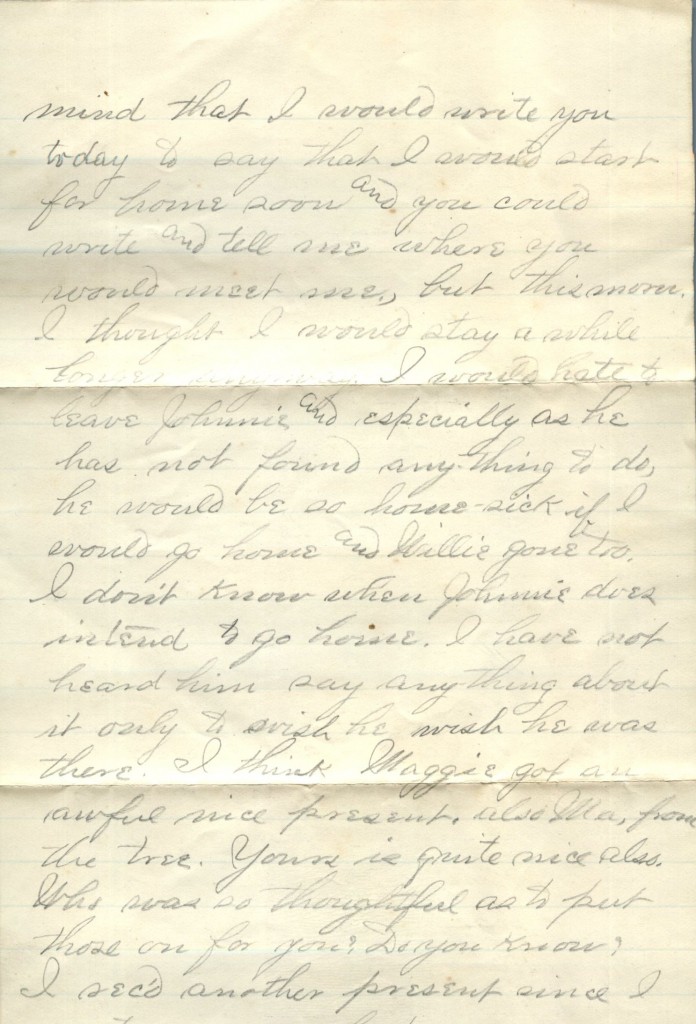 mind that I would write you
today to say that I would start
for home soon and you could
write and tell me where you
would meet me, but this morn.
I thought I would stay a while
longer anyway. I would hate to
leave Johnnie and especially as he
has not found any-thing to do,
he would be so home-sick if I
would go home and Willie gone too.
I don't know when Johnnie does
intend to go home. I have not
heard him say anything about
it only to wish he wish he was
there. I think Maggie got an
awful nice present. also Ma, from
the tree. Yours is quite nice also.
Who was so thoughtful as to put
those on for you? Do you know?
I rec'd another present since I